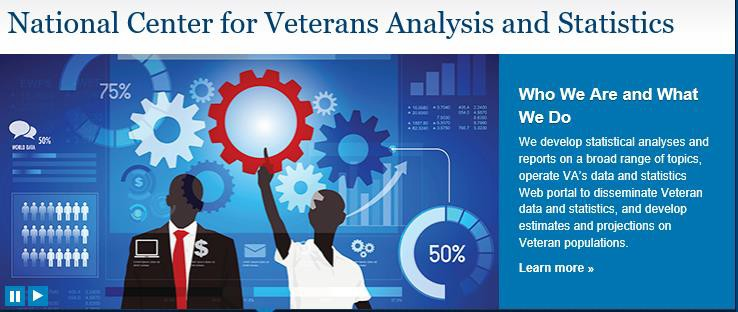 National Center for Veterans Analysis and Statistics
75%
WORLD DATA
50%
$
50%
Who We Are and What
We Do
We develop statistical analyses and
reports on a broad range of topics,
operate VA's data and statistics
Web portal to disseminate Veteran
data and statistics, and develop
estimates and projections on
Veteran populations.
Learn more »